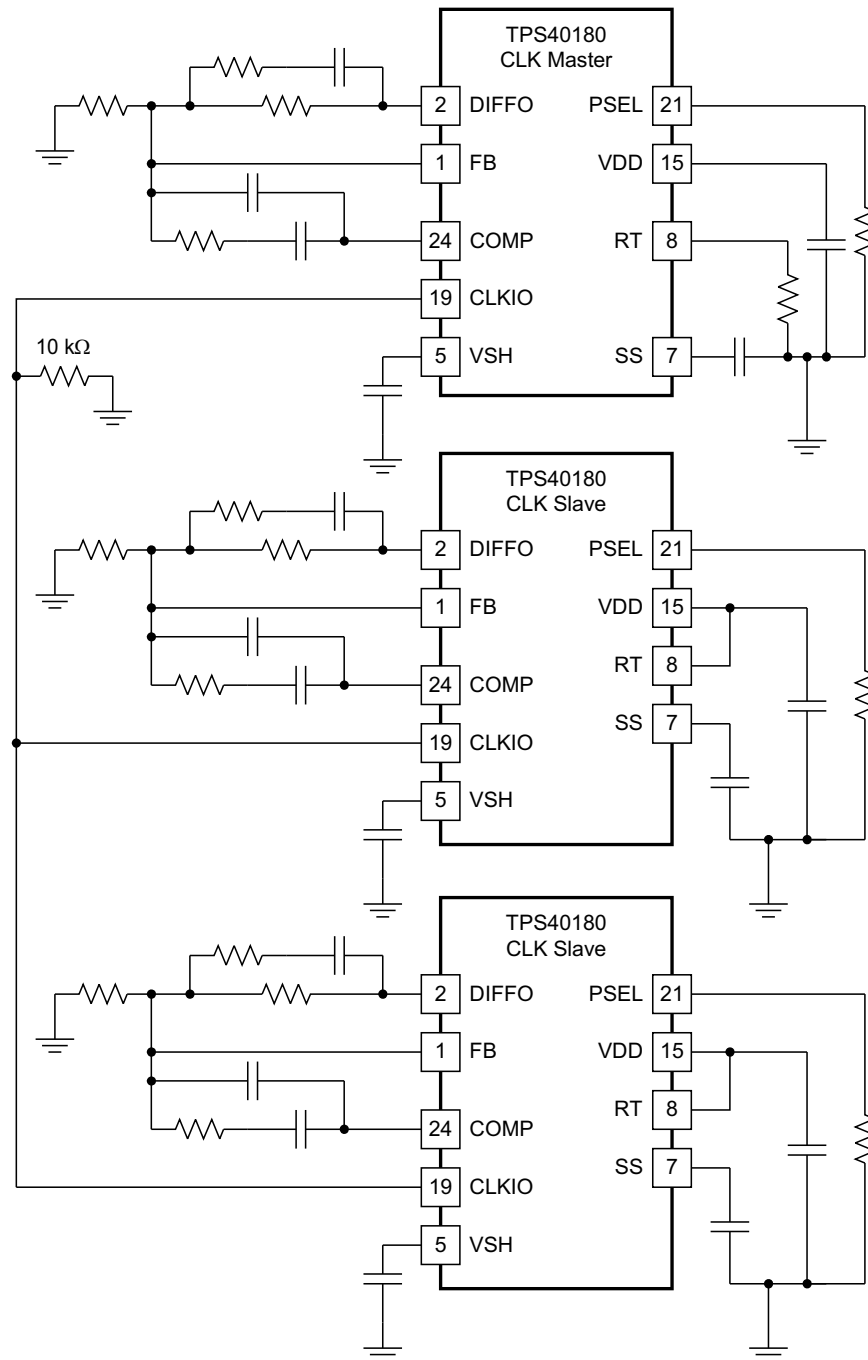 TPS40180
CLK Master
2 DIFFO PSEL 21
1 FB VDD 15
24 COMP RT 8
19 CLKIO
10 kΩ
5 VSH SS 7
TPS40180
CLK Slave
2 DIFFO PSEL 21
1 FB VDD 15
RT 8
24 COMP
SS 7
19 CLKIO
5 VSH
TPS40180
CLK Slave
2 DIFFO PSEL 21
1 FB VDD 15
RT 8
24 COMP
SS 7
19 CLKIO
5 VSH